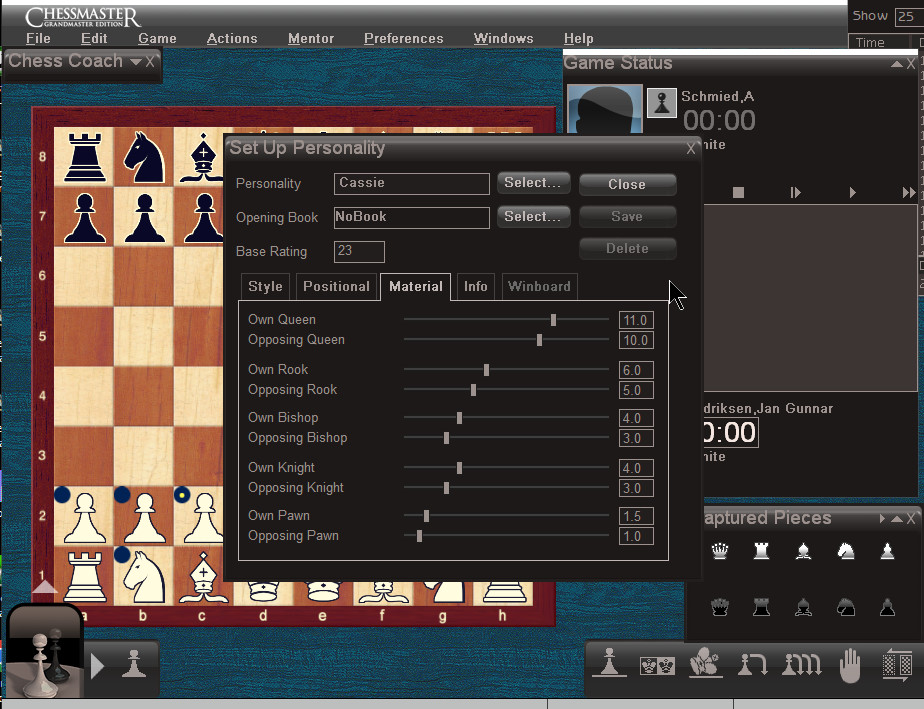 CHESSMASTER
GRANDMASTER EDITION
Show 25
File Edit Game Actions Mentor Preferences Windows Help
Time
Chess Coach X
Game Status X
Schmied,A
00:00
8
Set Up Personality X
Personality Cassie Select... Close
7
Opening Book NoBook Select... Save
Base Rating 23 Delete
6
Style Positional Material Info Winboard
Own Queen 11.0
5
Opposing Queen 10.0
Own Rook 6.0
Opposing Rook 5.0
4
Own Bishop 4.0
driksen,Jan Gunnar
Opposing Bishop 3.0
0:00
3
Own Knight 4.0
Opposing Knight 3.0
2
Own Pawn 1.5
aptured Pieces X
Opposing Pawn 1.0
1
a b c d e f g h